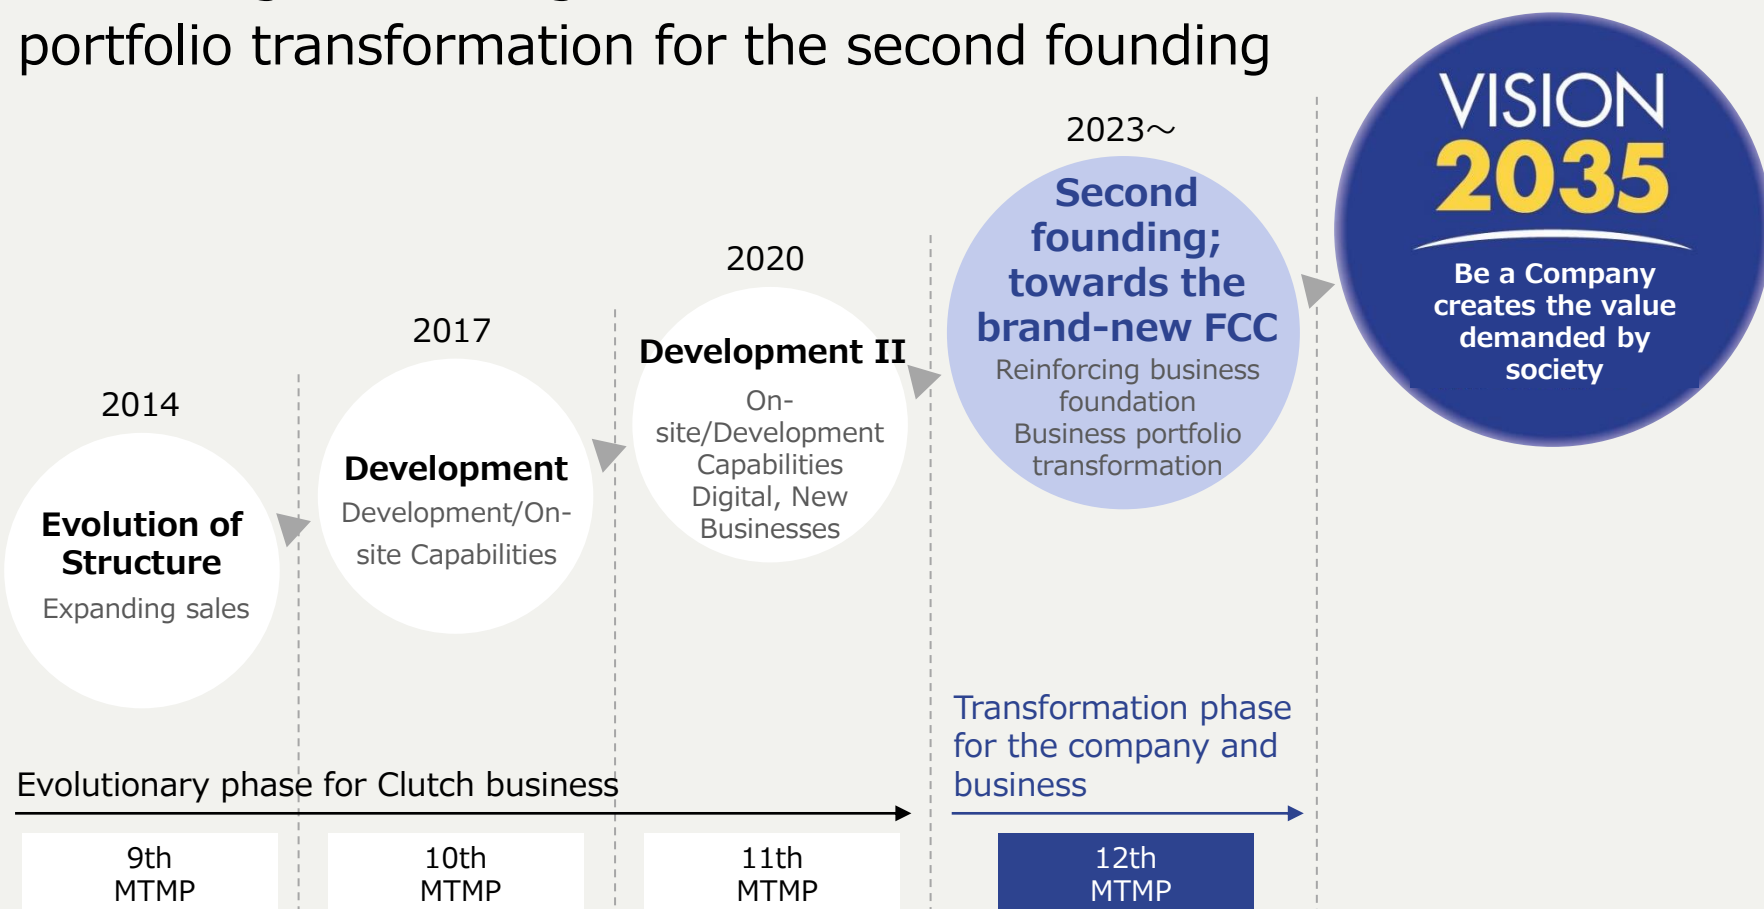 portfolio transformation for the second founding
2014
Evolution of
Structure
Expanding sales
2017
Development
Development/On-
site Capabilities
2020
Development II
On-
site/Development
Capabilities
Digital, New
Businesses
2023～
Second
founding;
towards the
brand-new FCC
Reinforcing business
foundation
Business portfolio
transformation
VISION
2035
Be a Company
creates the value
demanded by
society
Evolutionary phase for Clutch business
Transformation phase
for the company and
business
9th
MTMP
10th
MTMP
11th
MTMP
12th
MTMP